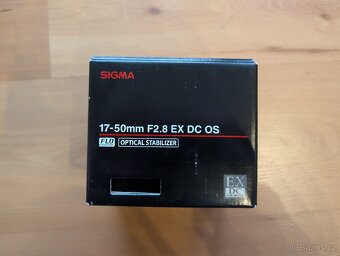 SIGMA
17-50mm F2.8 EX DC OS
FLD OPTICAL STABILIZER
EX
DC